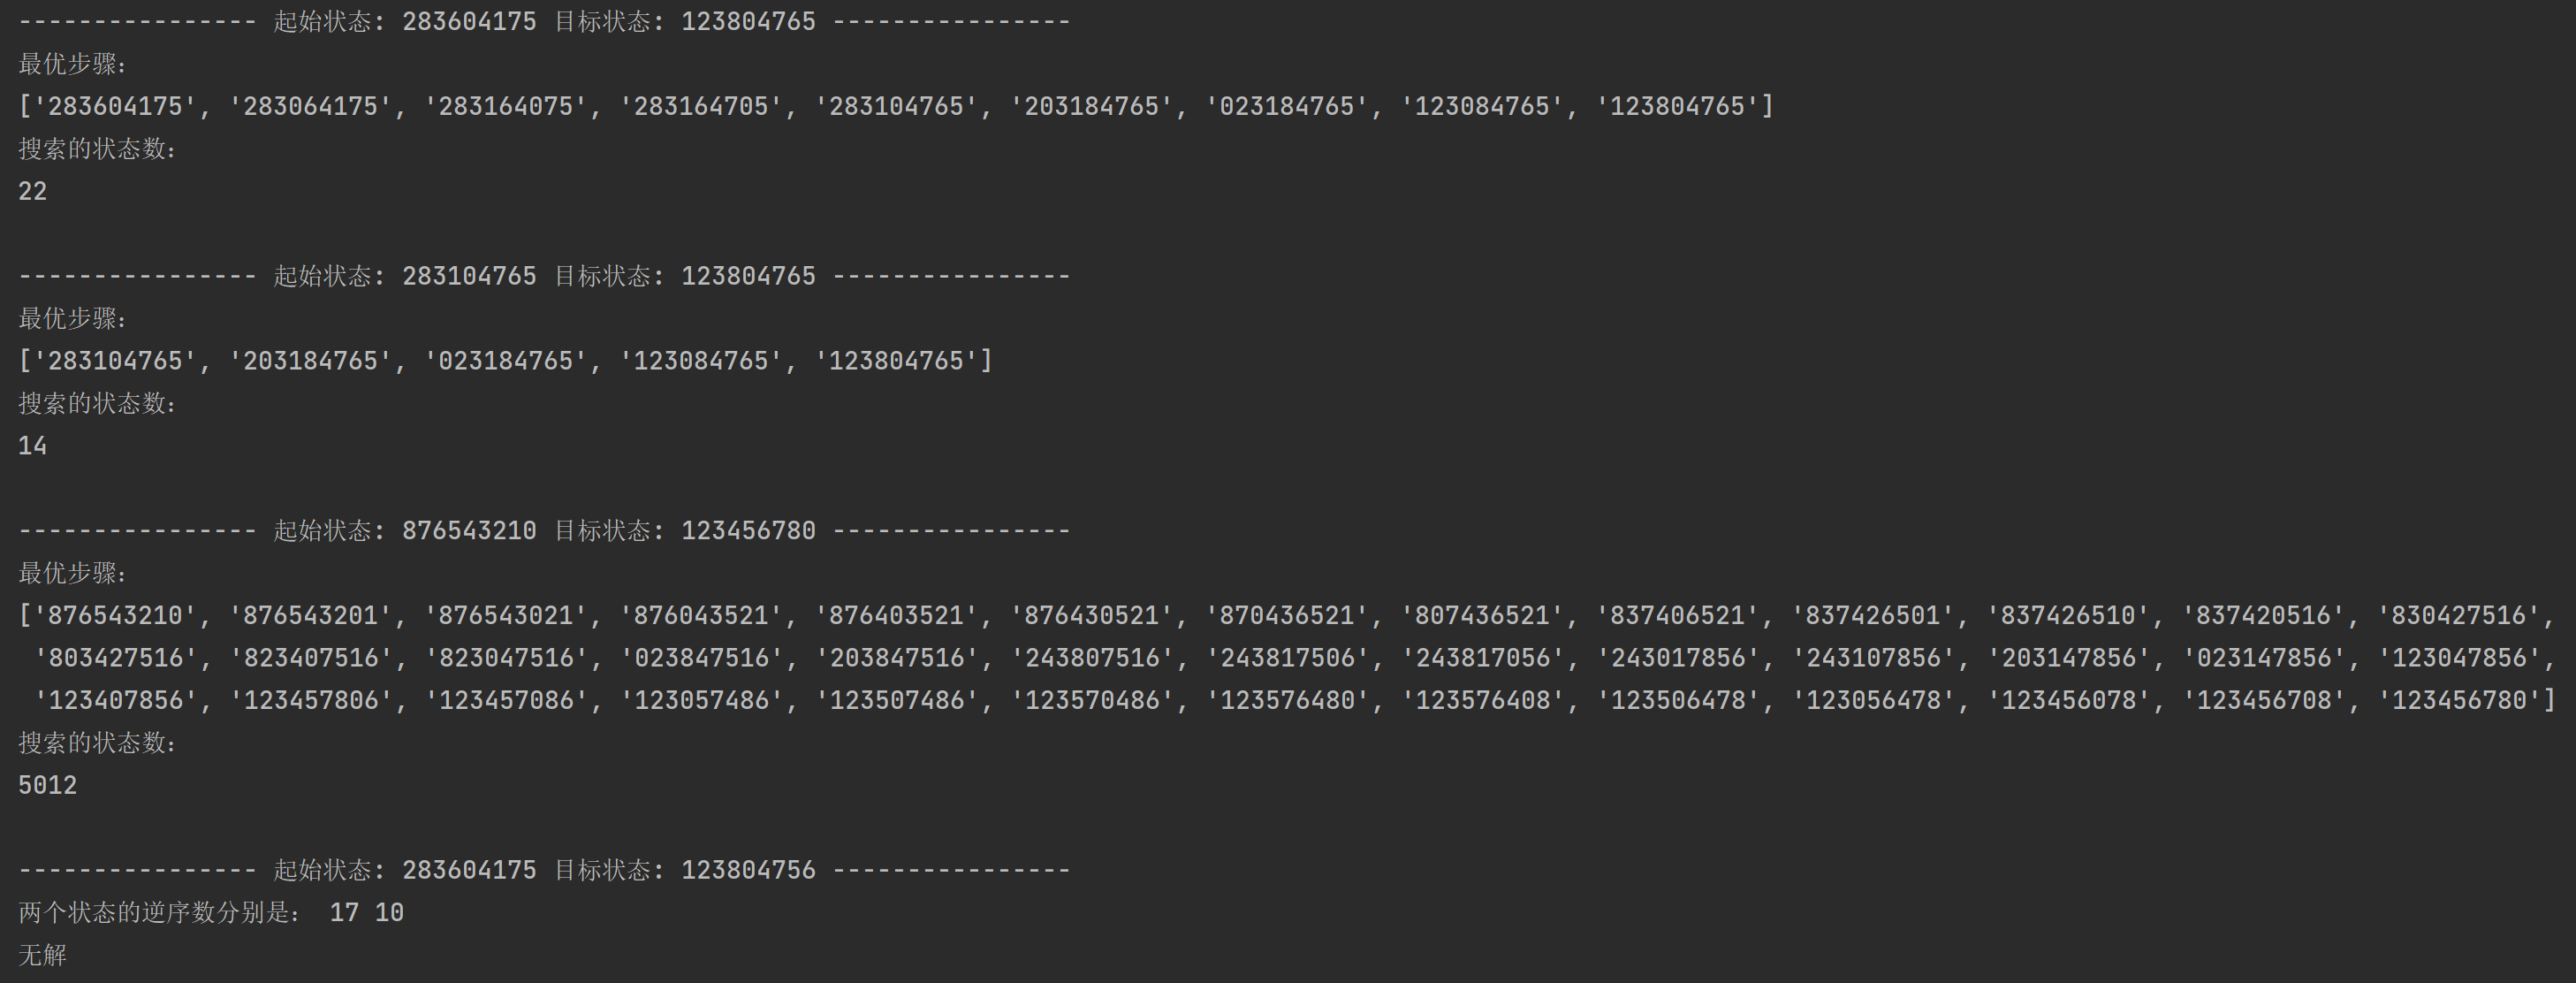 ---------------- 起始状态: 283604175 目标状态: 123804765 ----------------
最优步骤:
['283604175', '283064175', '283164075', '283164705', '283104765', '203184765', '023184765', '123084765', '123804765']
搜索的状态数:
22
---------------- 起始状态: 283104765 目标状态: 123804765 ----------------
最优步骤:
['283104765', '203184765', '023184765', '123084765', '123804765']
搜索的状态数:
14
---------------- 起始状态: 876543210 目标状态: 123456780 ----------------
最优步骤:
['876543210', '876543201', '876543021', '876043521', '876403521', '876430521', '870436521', '807436521', '837406521', '837426501', '837426510', '837420516', '830427516',
'803427516', '823407516', '823047516', '023847516', '203847516', '243807516', '243817506', '243817056', '243017856', '243107856', '203147856', '023147856', '123047856',
'123407856', '123457806', '123457086', '123057486', '123507486', '123570486', '123576480', '123576408', '123506478', '123056478', '123456078', '123456708', '123456780']
搜索的状态数:
5012
---------------- 起始状态: 283604175 目标状态: 123804756 ----------------
两个状态的逆序数分别是: 17 10
无解